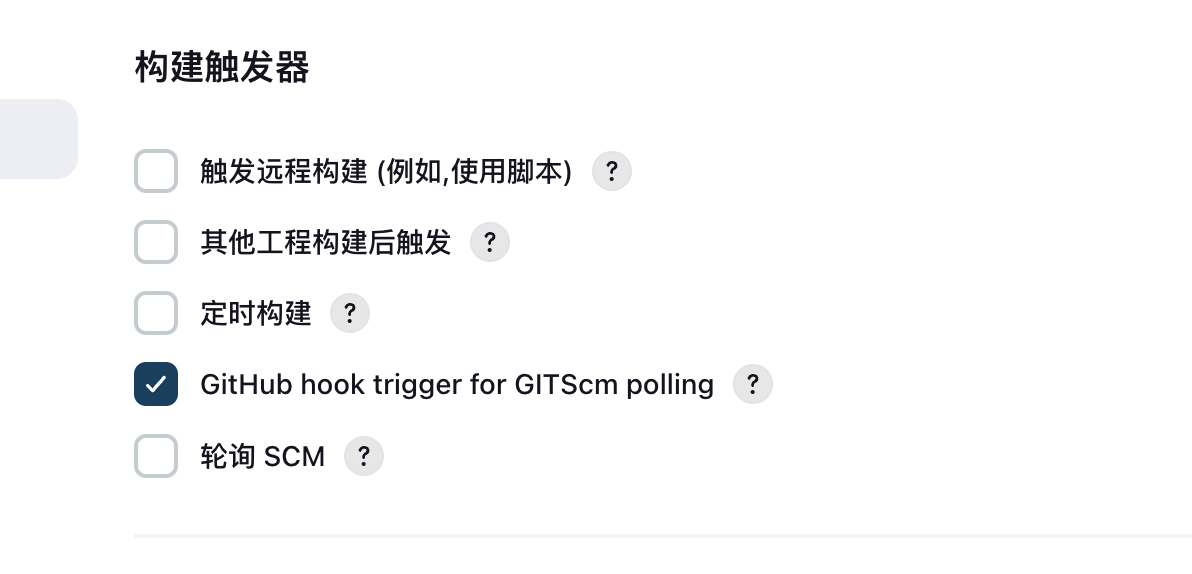 构建触发器
触发远程构建 (例如,使用脚本) ?
其他工程构建后触发 ?
定时构建 ?
GitHub hook trigger for GITScm polling ?
轮询 SCM ?